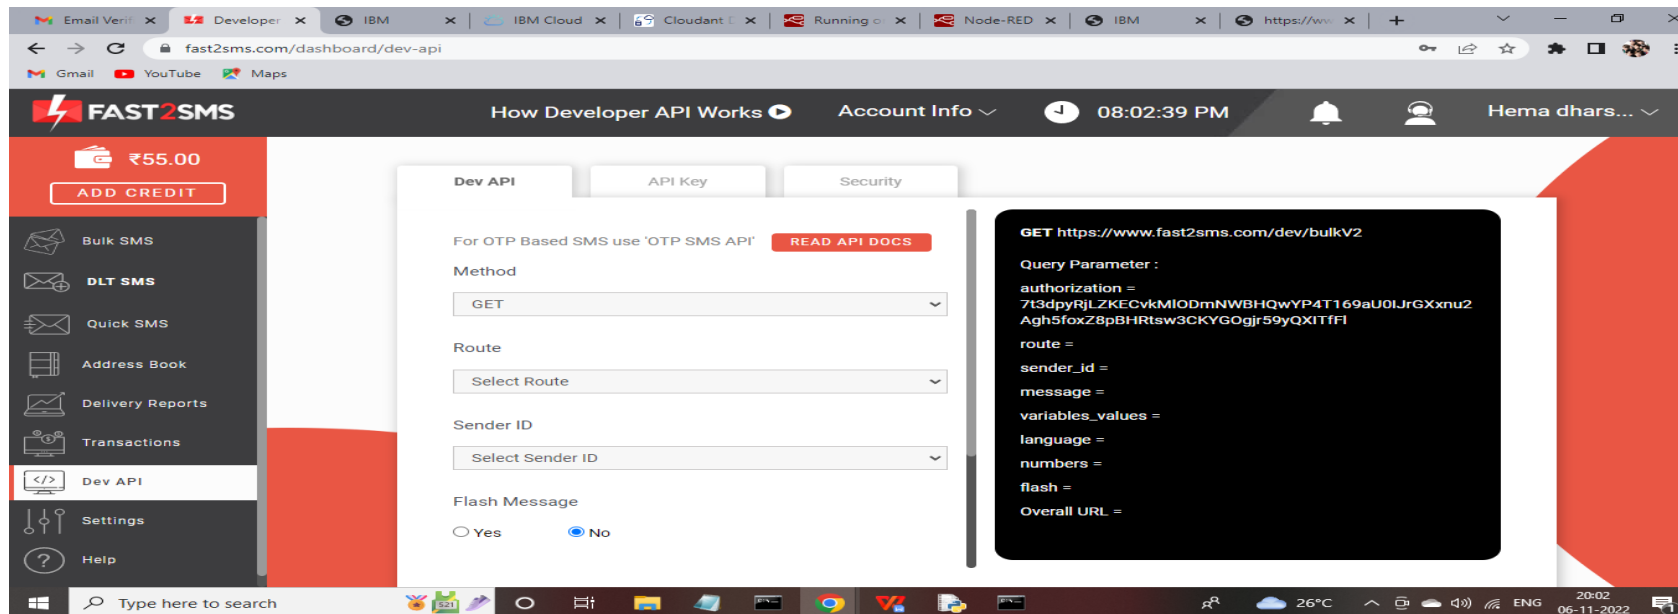 Email Verif
Developer
IBM
IBM Cloud
Cloudant
Running o
Node-RED
IBM
https://ww
fast2sms.com/dashboard/dev-api
Gmail YouTube Maps
FAST2SMS How Developer API Works Account Info 08:02:39 PM Hema dhars...
₹55.00
ADD CREDIT
Bulk SMS
DLT SMS
Quick SMS
Address Book
Delivery Reports
Transactions
Dev API
Settings
Help
Dev API API Key Security
For OTP Based SMS use 'OTP SMS API' READ API DOCS
Method
GET
Route
Select Route
Sender ID
Select Sender ID
Flash Message
Yes No
GET https://www.fast2sms.com/dev/bulkV2
Query Parameter :
authorization =
7t3dpyRjLZKECvkMlODmNWBHQwYP4T169aU0IJrGXxnu2
Agh5foxZ8pBHRtsw3CKYGOgjr59yQXITfFl
route =
sender_id =
message =
variables_values =
language =
numbers =
flash =
Overall URL =
Type here to search
521
26°C
ENG
20:02
06-11-2022